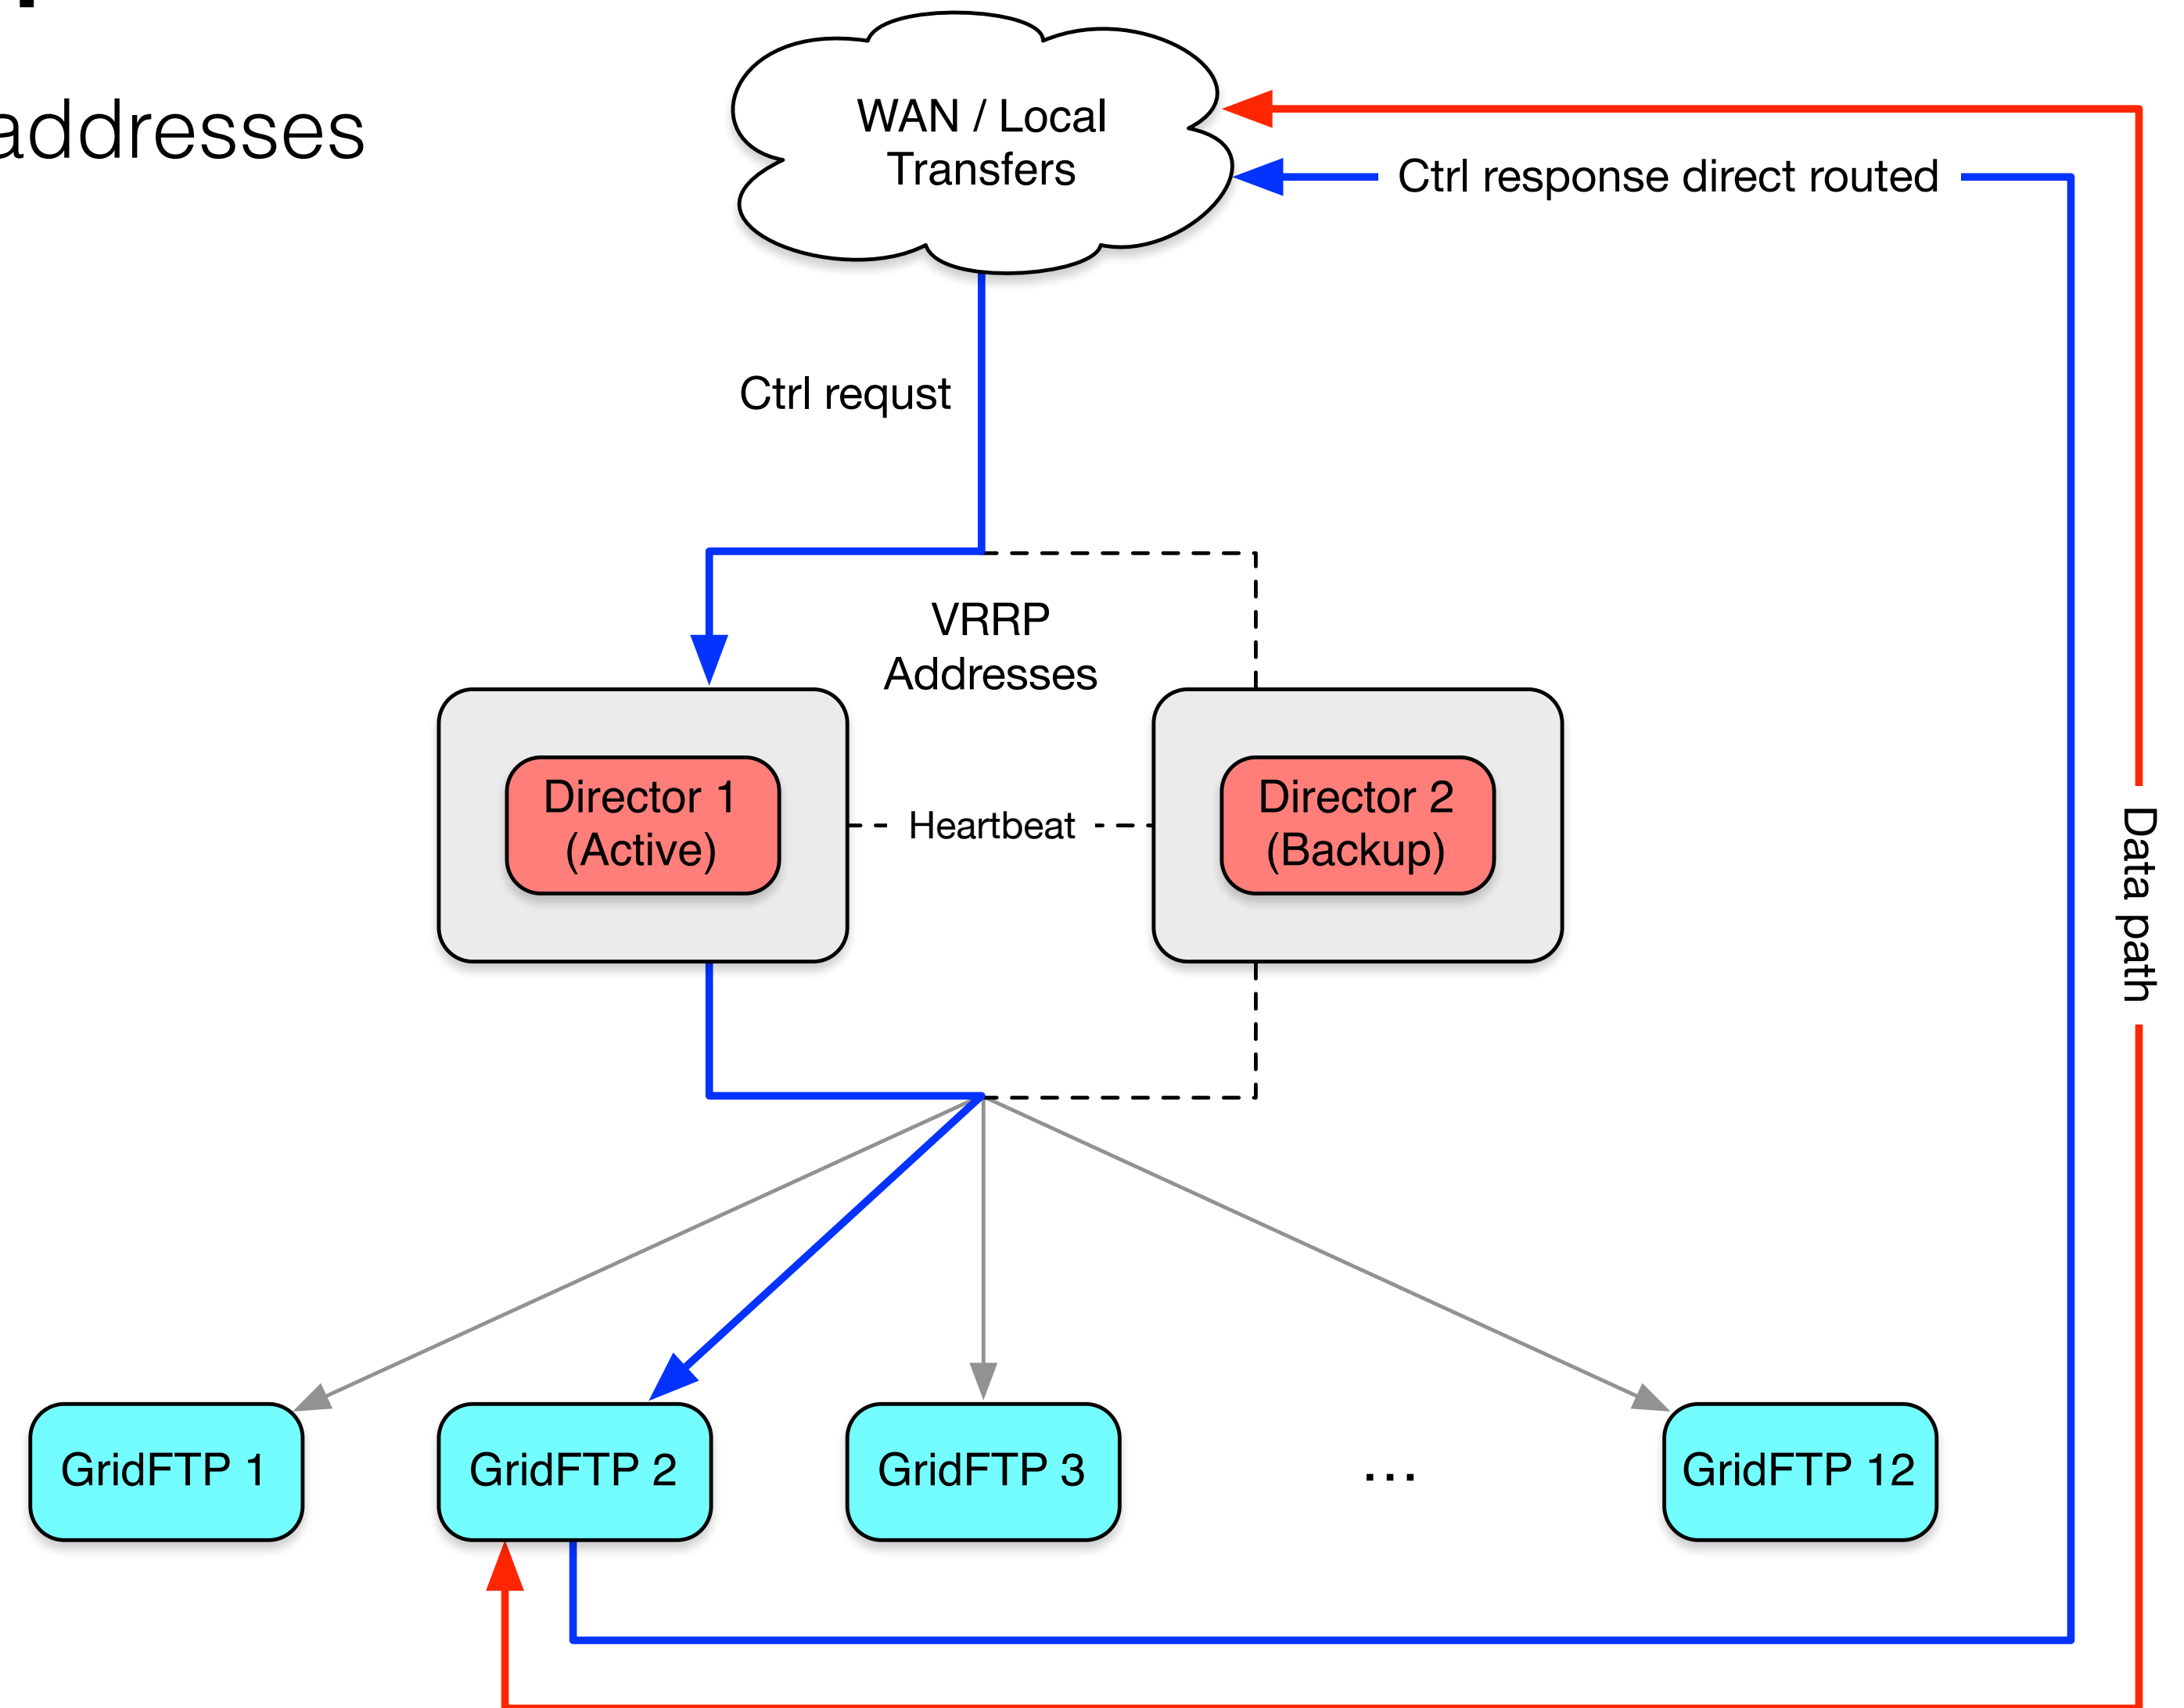 addresses
WAN / Local
Transfers
Ctrl response direct routed
Ctrl requst
VRRP
Addresses
Director 1
(Active)
Heartbeat
Director 2
(Backup)
Data path
GridFTP 1
GridFTP 2
GridFTP 3
...
GridFTP 12